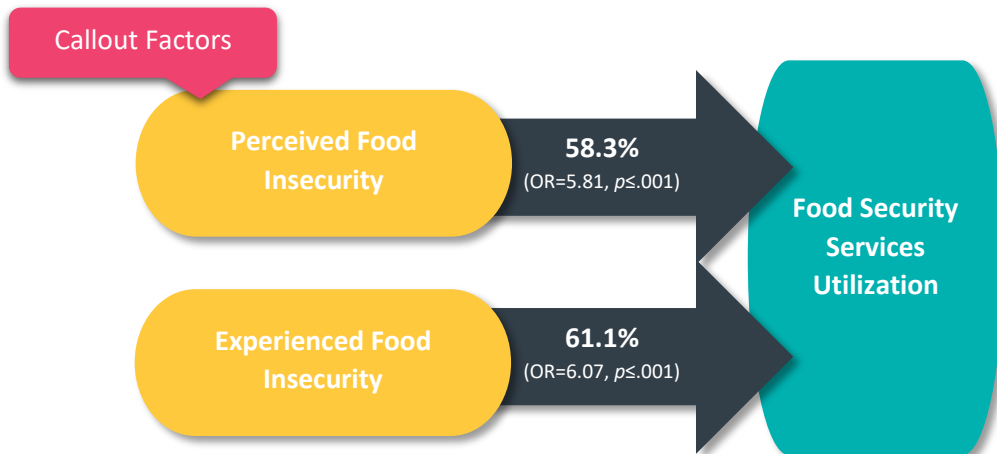 Callout Factors
Perceived Food
Insecurity
58.3%
(OR=5.81, p≤.001)
Experienced Food
Insecurity
61.1%
(OR=6.07, p≤.001)
Food Security
Services
Utilization